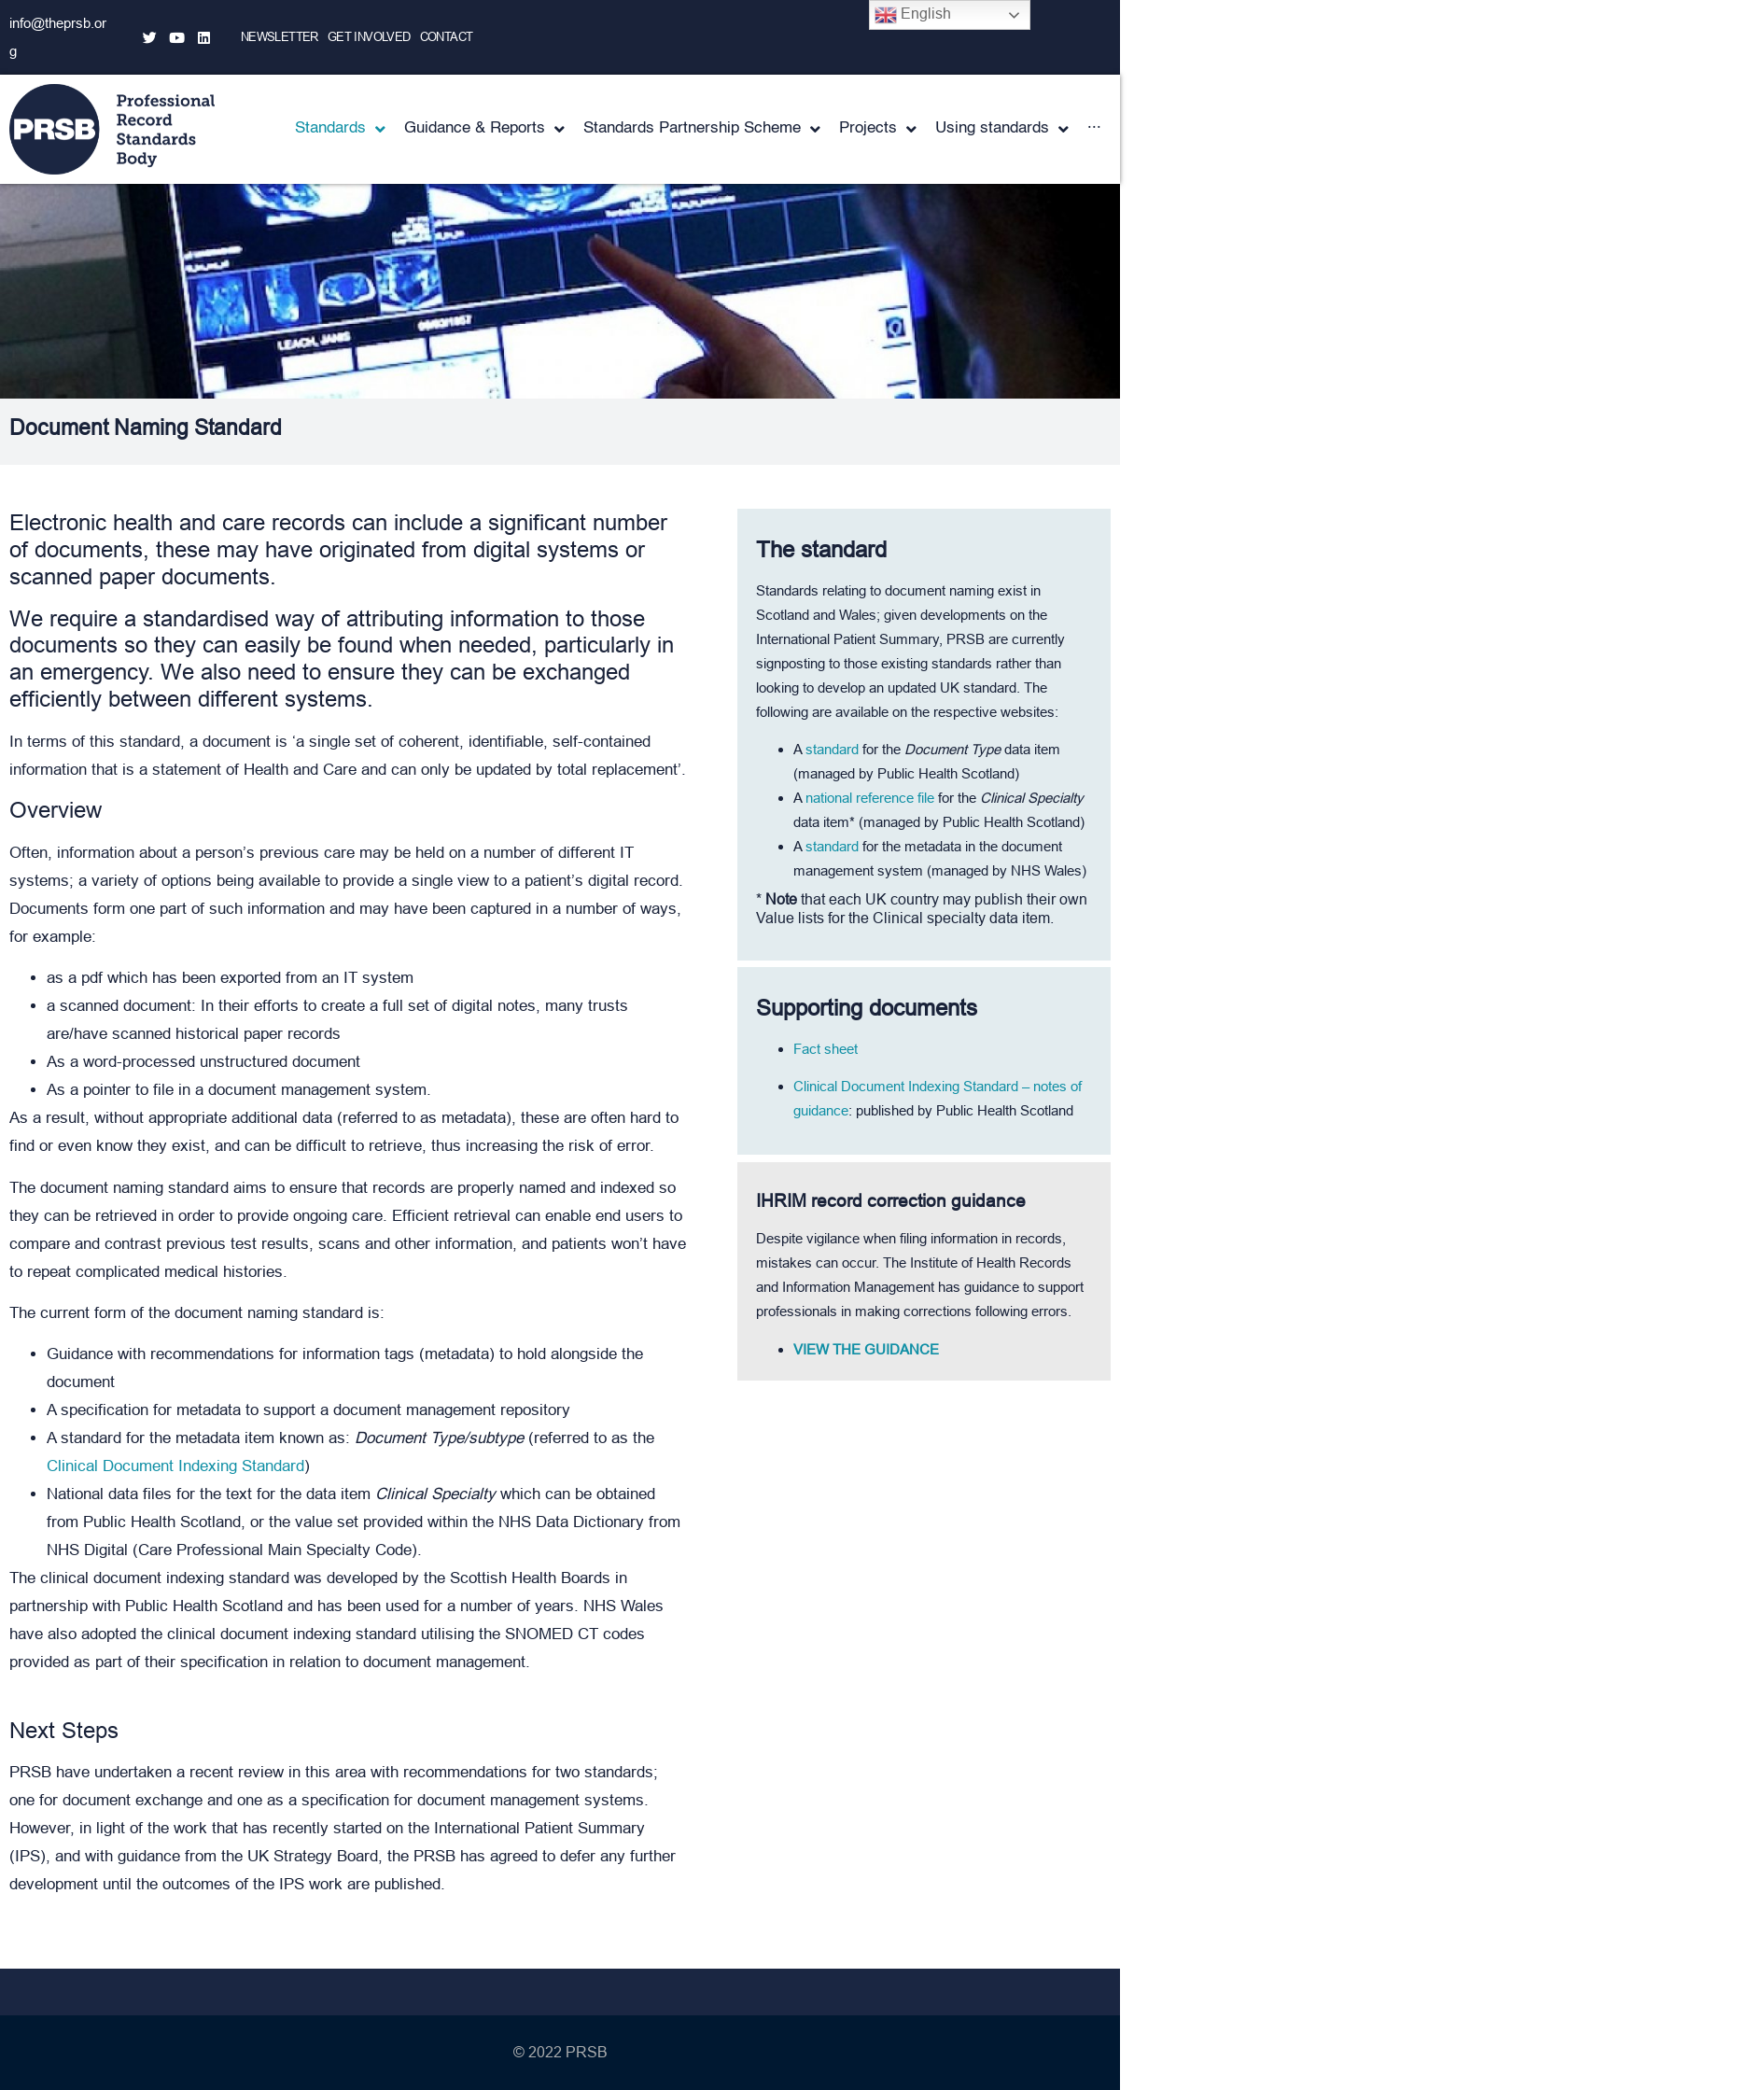 info@theprsb.or
g
NEWSLETTER GET INVOLVED CONTACT
English
PRSB
Professional
Record
Standards
Body
Standards Guidance & Reports Standards Partnership Scheme Projects Using standards ...
LEACH, JANIS
Document Naming Standard
Electronic health and care records can include a significant number
of documents, these may have originated from digital systems or
scanned paper documents.
We require a standardised way of attributing information to those
documents so they can easily be found when needed, particularly in
an emergency. We also need to ensure they can be exchanged
efficiently between different systems.
In terms of this standard, a document is ‘a single set of coherent, identifiable, self-contained
information that is a statement of Health and Care and can only be updated by total replacement’.
Overview
Often, information about a person’s previous care may be held on a number of different IT
systems; a variety of options being available to provide a single view to a patient’s digital record.
Documents form one part of such information and may have been captured in a number of ways,
for example:
• as a pdf which has been exported from an IT system
• a scanned document: In their efforts to create a full set of digital notes, many trusts
are/have scanned historical paper records
• As a word-processed unstructured document
• As a pointer to file in a document management system.
As a result, without appropriate additional data (referred to as metadata), these are often hard to
find or even know they exist, and can be difficult to retrieve, thus increasing the risk of error.
The document naming standard aims to ensure that records are properly named and indexed so
they can be retrieved in order to provide ongoing care. Efficient retrieval can enable end users to
compare and contrast previous test results, scans and other information, and patients won’t have
to repeat complicated medical histories.
The current form of the document naming standard is:
• Guidance with recommendations for information tags (metadata) to hold alongside the
document
• A specification for metadata to support a document management repository
• A standard for the metadata item known as: Document Type/subtype (referred to as the
Clinical Document Indexing Standard)
• National data files for the text for the data item Clinical Specialty which can be obtained
from Public Health Scotland, or the value set provided within the NHS Data Dictionary from
NHS Digital (Care Professional Main Specialty Code).
The clinical document indexing standard was developed by the Scottish Health Boards in
partnership with Public Health Scotland and has been used for a number of years. NHS Wales
have also adopted the clinical document indexing standard utilising the SNOMED CT codes
provided as part of their specification in relation to document management.
Next Steps
PRSB have undertaken a recent review in this area with recommendations for two standards;
one for document exchange and one as a specification for document management systems.
However, in light of the work that has recently started on the International Patient Summary
(IPS), and with guidance from the UK Strategy Board, the PRSB has agreed to defer any further
development until the outcomes of the IPS work are published.
The standard
Standards relating to document naming exist in
Scotland and Wales; given developments on the
International Patient Summary, PRSB are currently
signposting to those existing standards rather than
looking to develop an updated UK standard. The
following are available on the respective websites:
• A standard for the Document Type data item
(managed by Public Health Scotland)
• A national reference file for the Clinical Specialty
data item* (managed by Public Health Scotland)
• A standard for the metadata in the document
management system (managed by NHS Wales)
* Note that each UK country may publish their own
Value lists for the Clinical specialty data item.
Supporting documents
• Fact sheet
• Clinical Document Indexing Standard – notes of
guidance: published by Public Health Scotland
IHRIM record correction guidance
Despite vigilance when filing information in records,
mistakes can occur. The Institute of Health Records
and Information Management has guidance to support
professionals in making corrections following errors.
• VIEW THE GUIDANCE
© 2022 PRSB